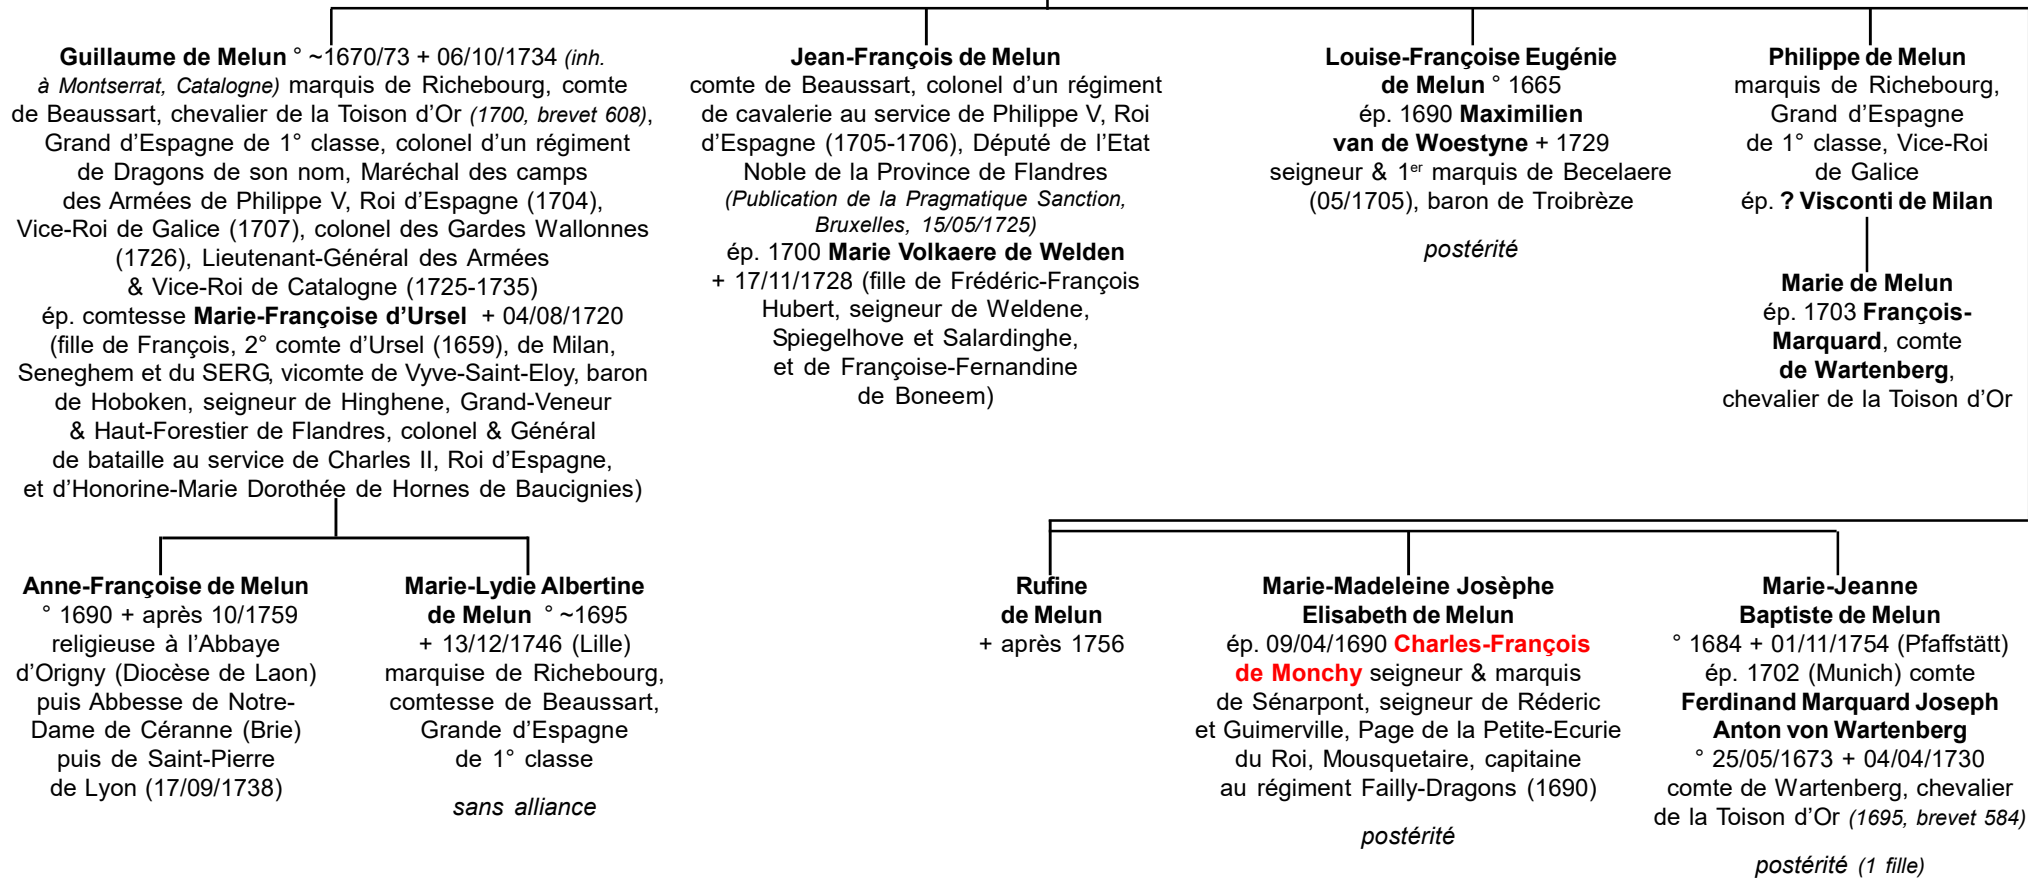 Guillaume de Melun ° ~1670/73 + 06/10/1734 (inh.
à Montserrat, Catalogne) marquis de Richebourg, comte
de Beaussart, chevalier de la Toison d’Or (1700, brevet 608),
Grand d’Espagne de 1° classe, colonel d’un régiment
de Dragons de son nom, Maréchal des camps
des Armées de Philippe V, Roi d’Espagne (1704),
Vice-Roi de Galice (1707), colonel des Gardes Wallonnes
(1726), Lieutenant-Général des Armées
& Vice-Roi de Catalogne (1725-1735)
ép. comtesse Marie-Françoise d’Ursel + 04/08/1720
(fille de François, 2° comte d’Ursel (1659), de Milan,
Seneghem et du SERG, vicomte de Vyve-Saint-Eloy, baron
de Hoboken, seigneur de Hinghene, Grand-Veneur
& Haut-Forestier de Flandres, colonel & Général
de bataille au service de Charles II, Roi d’Espagne,
et d’Honorine-Marie Dorothée de Hornes de Baucignies)
Jean-François de Melun
comte de Beaussart, colonel d’un régiment
de cavalerie au service de Philippe V, Roi
d’Espagne (1705-1706), Député de l’Etat
Noble de la Province de Flandres
(Publication de la Pragmatique Sanction,
Bruxelles, 15/05/1725)
ép. 1700 Marie Volkaere de Welden
+ 17/11/1728 (fille de Frédéric-François
Hubert, seigneur de Weldene,
Spiegelhove et Salardinghe,
et de Françoise-Fernandine
de Boneem)
Louise-Françoise Eugénie
de Melun ° 1665
ép. 1690 Maximilien
van de Woestyne + 1729
seigneur & 1er marquis de Becelaere
(05/1705), baron de Troibrèze
postérité
Philippe de Melun
marquis de Richebourg,
Grand d’Espagne
de 1° classe, Vice-Roi
de Galice
ép. ? Visconti de Milan
Marie de Melun
ép. 1703 François-
Marquard, comte
de Wartenberg,
chevalier de la Toison d’Or
Anne-Françoise de Melun
° 1690 + après 10/1759
religieuse à l’Abbaye
d’Origny (Diocèse de Laon)
puis Abbesse de Notre-
Dame de Céranne (Brie)
puis de Saint-Pierre
de Lyon (17/09/1738)
Marie-Lydie Albertine
de Melun ° ~1695
+ 13/12/1746 (Lille)
marquise de Richebourg,
comtesse de Beaussart,
Grande d’Espagne
de 1° classe
sans alliance
Rufine
de Melun
+ après 1756
Marie-Madeleine Josèphe
Elisabeth de Melun
ép. 09/04/1690 Charles-François
de Monchy seigneur & marquis
de Sénarpont, seigneur de Réderic
et Guimerville, Page de la Petite-Ecurie
du Roi, Mousquetaire, capitaine
au régiment Failly-Dragons (1690)
postérité
Marie-Jeanne
Baptiste de Melun
° 1684 + 01/11/1754 (Pfaffstätt)
ép. 1702 (Munich) comte
Ferdinand Marquard Joseph
Anton von Wartenberg
° 25/05/1673 + 04/04/1730
comte de Wartenberg, chevalier
de la Toison d’Or (1695, brevet 584)
postérité (1 fille)